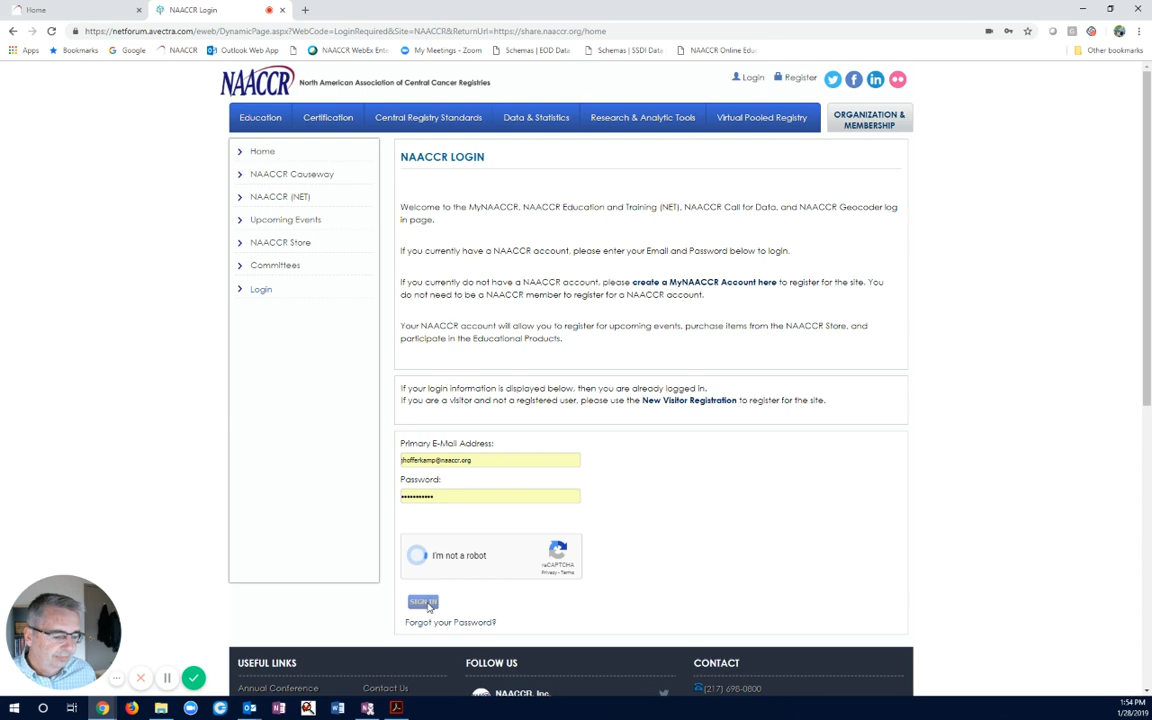 Home
NAACCR Login
https://netforum.avectra.com/eweb/DynamicPage.aspx?WebCode=LoginRequired&Site=NAACCR&ReturnUrl=https://share.naaccr.org/home
Apps Bookmarks Google NAACCR Outlook Web App NAACCR WebEx Ente My Meetings - Zoom Schemas (EOD Data Schemas (SSDI Data NAACCR Online Edu Other bookmarks
NAACCR North American Association of Central Cancer Registries
Login Register
Education Certification Central Registry Standards Data & Statistics Research & Analytic Tools Virtual Pooled Registry
ORGANIZATION &
MEMBERSHIP
Home
NAACCR Causeway
NAACCR (NET)
Upcoming Events
NAACCR Store
Committees
Login
NAACCR LOGIN
Welcome to the MyNAACCR, NAACCR Education and Training (NET), NAACCR Call for Data, and NAACCR Geocoder log
in page.
If you currently have a NAACCR account, please enter your Email and Password below to login.
If you currently do not have a NAACCR account, please create a MyNAACCR Account here to register for the site. You
do not need to be a NAACCR member to register for a NAACCR account.
Your NAACCR account will allow you to register for upcoming events, purchase items from the NAACCR Store, and
participate in the Educational Products.
If your login information is displayed below, then you are already logged in.
If you are a visitor and not a registered user, please use the New Visitor Registration to register for the site.
Primary E-Mail Address:
jhofferkamp@naaccr.org
Password:
•••••••••••
I'm not a robot
reCAPTCHA
Privacy - Terms
SIGN IN
Forgot your Password?
USEFUL LINKS
Annual Conference Contact Us
FOLLOW US
NAACCR, Inc.
CONTACT
(217) 698-0800
1:54 PM
1/28/2019